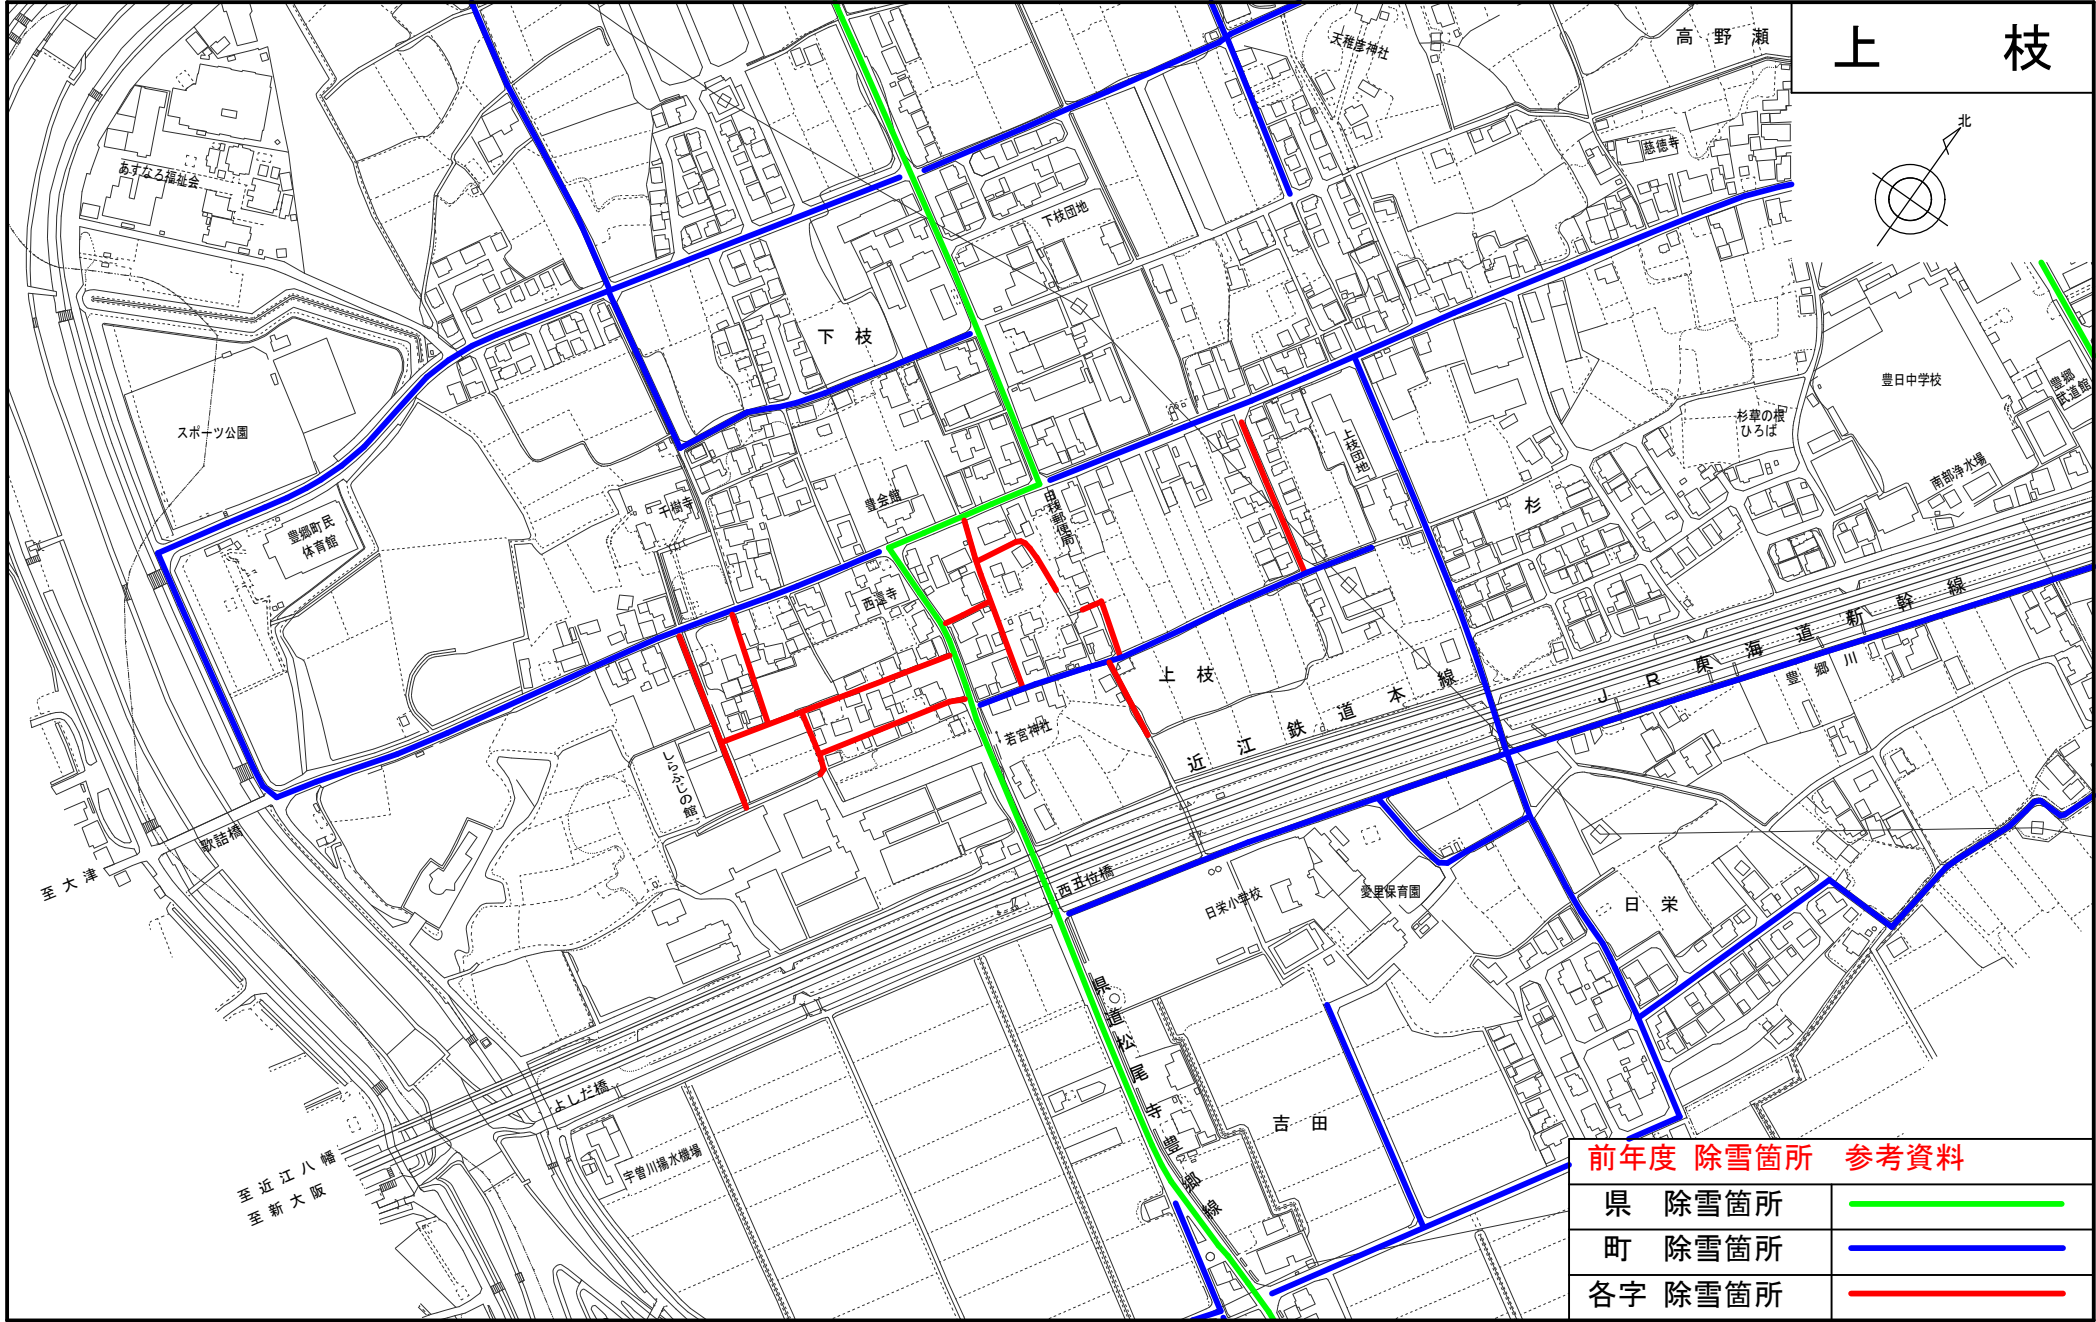 上 枝
高 野 瀬
天稚彦神社
北
慈徳寺
あすなろ福祉会
下枝団地
下 枝
豊日中学校
豊郷
武道館
杉草の根
ひろば
スポーツ公園
上枝団地
南部浄水場
豊会館
千樹寺
日枝郵便局
杉
豊郷町民
体育館
西運寺
上 枝
若宮神社
近 江 鉄 道 本 線
J R 東 海 道 新 幹 線
豊 郷 川
しらふじの館
歌詰橋
至 大 津
西五位橋
日栄小学校
愛里保育園
日 栄
県道松尾寺豊郷線
よしだ橋
吉 田
宇曽川揚水機場
至 近 江 八 幡
至 新 大 阪
前年度 除雪箇所 参考資料
県 除雪箇所
町 除雪箇所
各字 除雪箇所